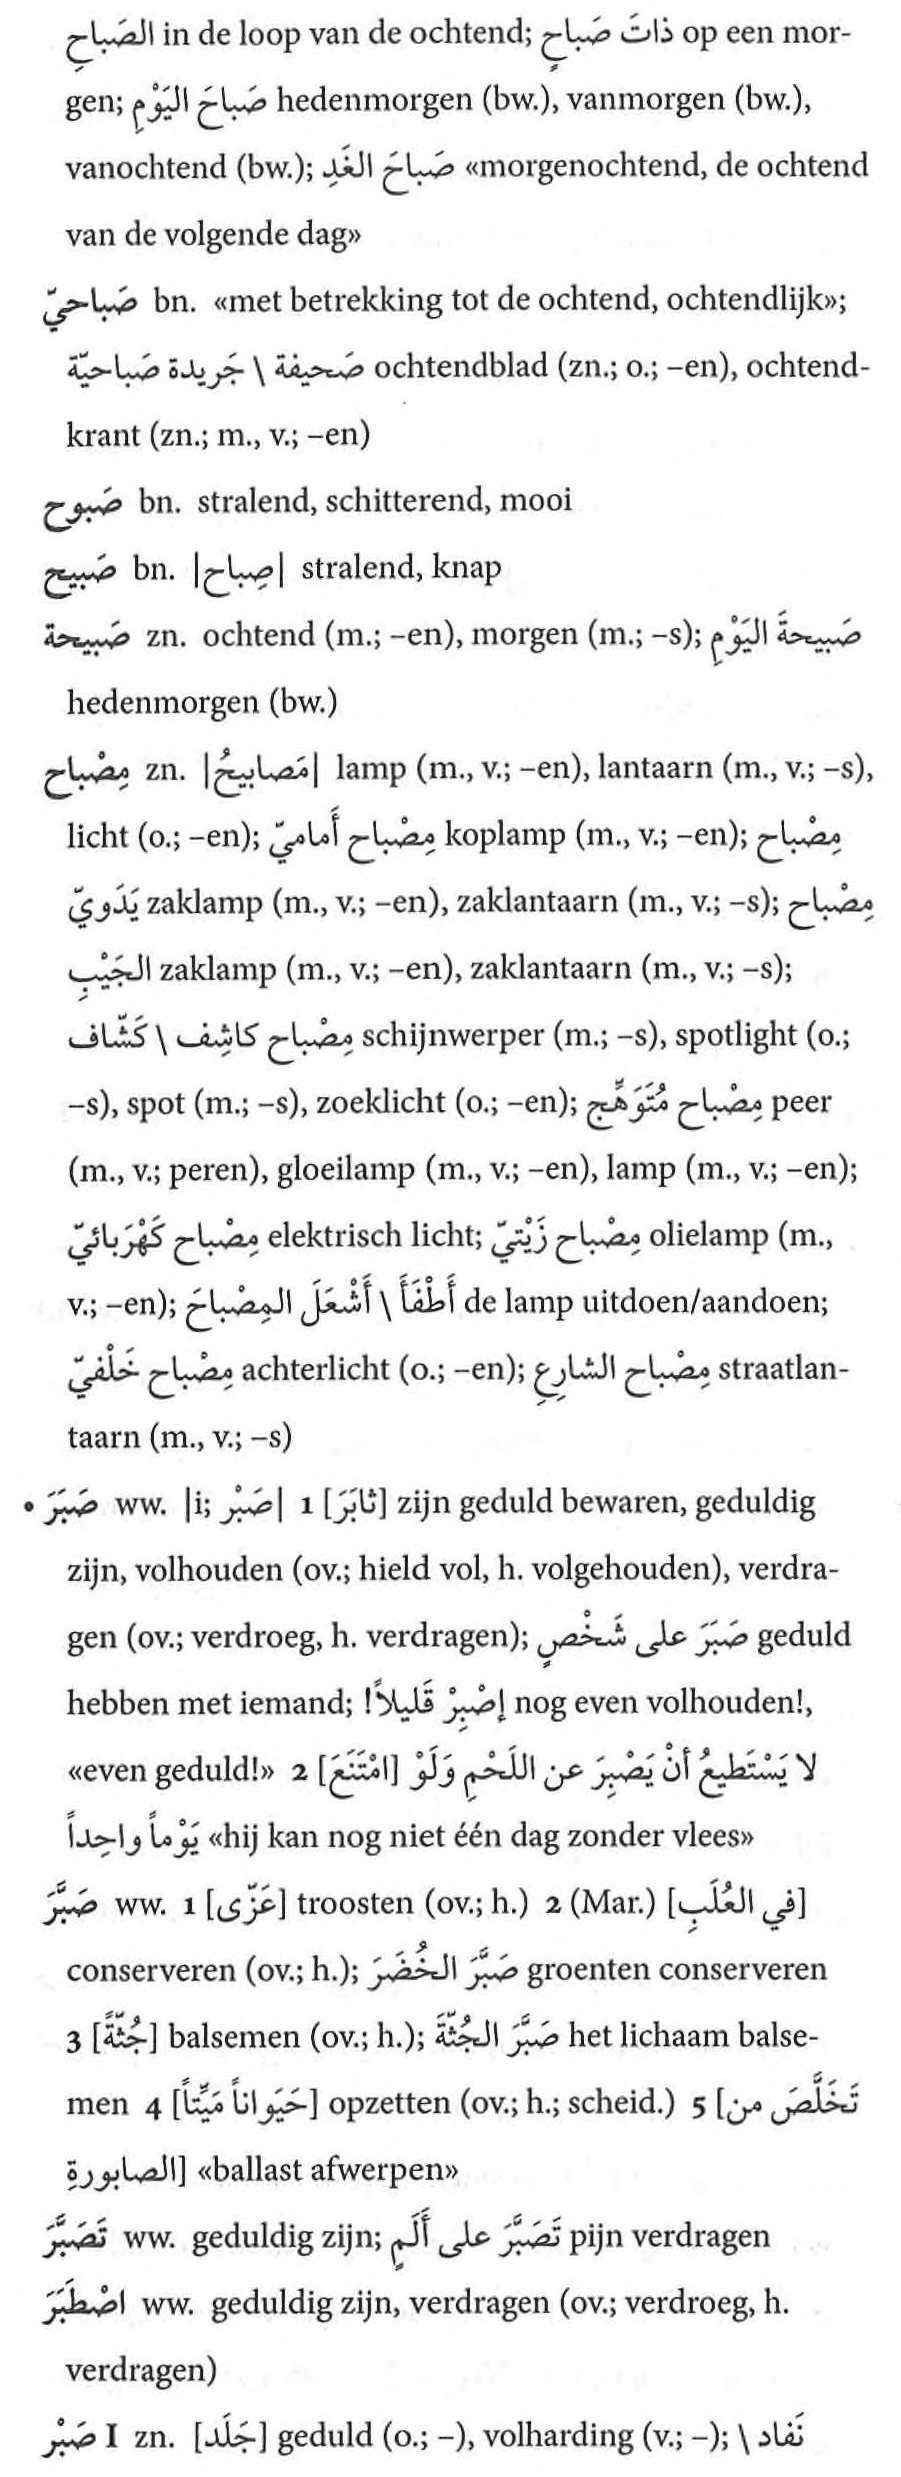 الصَباحِ in de loop van de ochtend; ذاتَ صَباحٍ op een mor-
gen; صَباحَ اليَوْمِ hedenmorgen (bw.), vanmorgen (bw.),
vanochtend (bw.); صَباحَ الغَدِ «morgenochtend, de ochtend
van de volgende dag»
صَباحيّ bn. «met betrekking tot de ochtend, ochtendlijk»;
صَحيفة \ جَريدة صَباحيّة ochtendblad (zn.; o.; –en), ochtend-
krant (zn.; m., v.; –en)
صَبوح bn. stralend, schitterend, mooi
صَبيح bn. |صِباح| stralend, knap
صَبيحة zn. ochtend (m.; –en), morgen (m.; –s); صَبيحةَ اليَوْمِ
hedenmorgen (bw.)
مِصْباح zn. |مَصابيحُ| lamp (m., v.; –en), lantaarn (m., v.; –s),
licht (o.; –en); مِصْباح أَماميّ koplamp (m., v.; –en); مِصْباح
يَدَويّ zaklamp (m., v.; –en), zaklantaarn (m., v.; –s); مِصْباح
الجَيْبِ zaklamp (m., v.; –en), zaklantaarn (m., v.; –s);
مِصْباح كاشِف \ كَشّاف schijnwerper (m.; –s), spotlight (o.;
–s), spot (m.; –s), zoeklicht (o.; –en); مِصْباح مُتَوَهِّج peer
(m., v.; peren), gloeilamp (m., v.; –en), lamp (m., v.; –en);
مِصْباح كَهْرَبائيّ elektrisch licht; مِصْباح زَيْتيّ olielamp (m.,
v.; –en); أَطْفَأَ \ أَشْعَلَ المِصْباحَ de lamp uitdoen/aandoen;
مِصْباح خَلْفيّ achterlicht (o.; –en); مِصْباح الشارِعِ straatlan-
taarn (m., v.; –s)
• صَبَرَ ww. |i; صَبْر| 1 [ثابَرَ] zijn geduld bewaren, geduldig
zijn, volhouden (ov.; hield vol, h. volgehouden), verdra-
gen (ov.; verdroeg, h. verdragen); صَبَرَ على شَخْصٍ geduld
hebben met iemand; إصْبِرْ قَليلاً! nog even volhouden!,
«even geduld!» 2 [امْتَنَعَ] لا يَسْتَطيعُ أنْ يَصْبِرَ عن اللَحْمِ وَلَوْ
يَوْماً واحِداً «hij kan nog niet één dag zonder vlees»
صَبَّرَ ww. 1 [عَزّى] troosten (ov.; h.) 2 (Mar.) [في العُلَبِ]
conserveren (ov.; h.); صَبَّرَ الخُضَرَ groenten conserveren
3 [جُثّةً] balsemen (ov.; h.); صَبَّرَ الجُثّةَ het lichaam balse-
men 4 [حَيَواناً مَيِّتاً] opzetten (ov.; h.; scheid.) 5 [تَخَلَّصَ من
الصابورةِ] «ballast afwerpen»
تَصَبَّرَ ww. geduldig zijn; تَصَبَّرَ على أَلَمٍ pijn verdragen
اصْطَبَرَ ww. geduldig zijn, verdragen (ov.; verdroeg, h.
verdragen)
صَبْر I zn. [جَلَد] geduld (o.; –), volharding (v.; –); نَفاد \